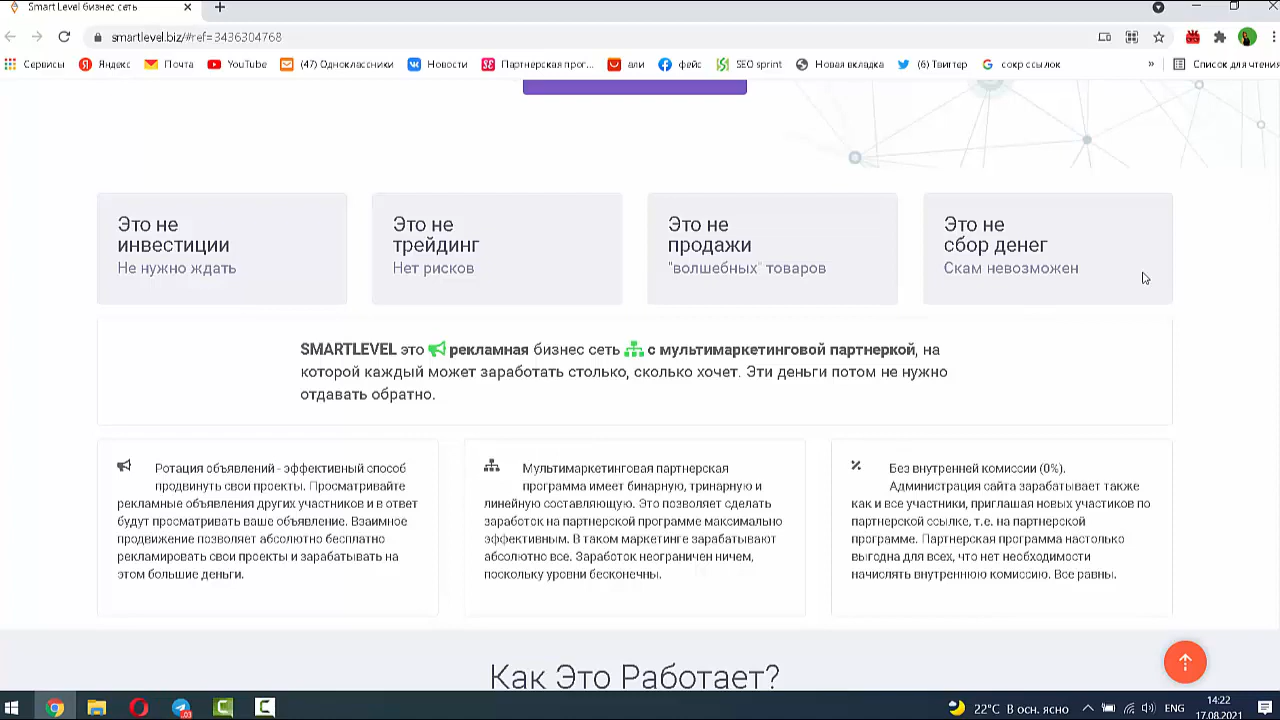 Smart Level бизнес сеть
smartlevel.biz/#ref=3436304768
Сервисы Яндекс Почта YouTube (47) Одноклассники Новости Партнерская прог... али фейс SEO sprint Новая вкладка (6) Твиттер сокр ссылок » Список для чтения
Это не
инвестиции
Не нужно ждать
Это не
трейдинг
Нет рисков
Это не
продажи
"волшебных" товаров
Это не
сбор денег
Скам невозможен
SMARTLEVEL это рекламная бизнес сеть с мультимаркетинговой партнеркой, на
которой каждый может заработать столько, сколько хочет. Эти деньги потом не нужно
отдавать обратно.
Ротация объявлений - эффективный способ
продвинуть свои проекты. Просматривайте
рекламные объявления других участников и в ответ
будут просматривать ваше объявление. Взаимное
продвижение позволяет абсолютно бесплатно
рекламировать свои проекты и зарабатывать на
этом большие деньги.
Мультимаркетинговая партнерская
программа имеет бинарную, тринарную и
линейную составляющую. Это позволяет сделать
заработок на партнерской программе максимально
эффективным. В таком маркетинге зарабатывают
абсолютно все. Заработок неограничен ничем,
поскольку уровни бесконечны.
Без внутренней комиссии (0%).
Администрация сайта зарабатывает также
как и все участники, приглашая новых участиков по
партнерской ссылке, т.е. на партнерской
программе. Партнерская программа настолько
выгодна для всех, что нет необходимости
начислять внутреннюю комиссию. Все равны.
Как Это Работает?
22°C В осн. ясно ENG 14:22
17.08.2021